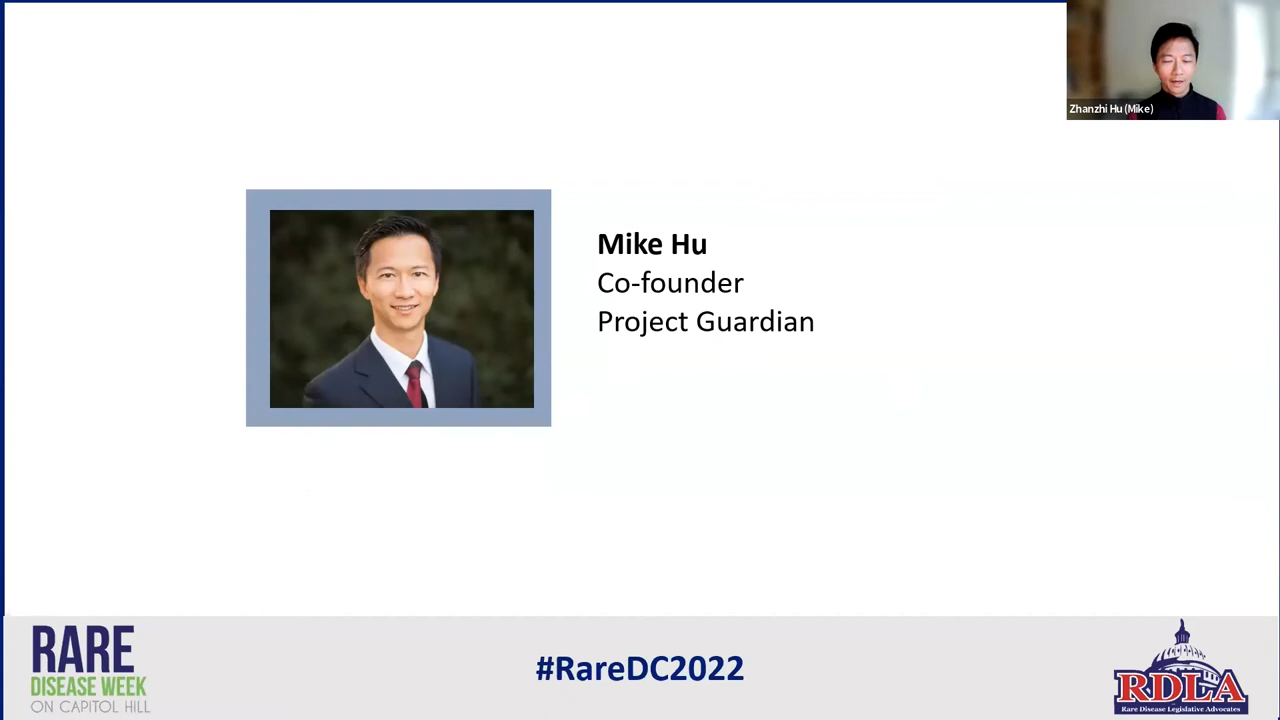 Zhanzhi Hu (Mike)
Mike Hu
Co-founder
Project Guardian
RARE
DISEASE WEEK
ON CAPITOL HILL
#RareDC2022
RDLA
Rare Disease Legislative Advocates